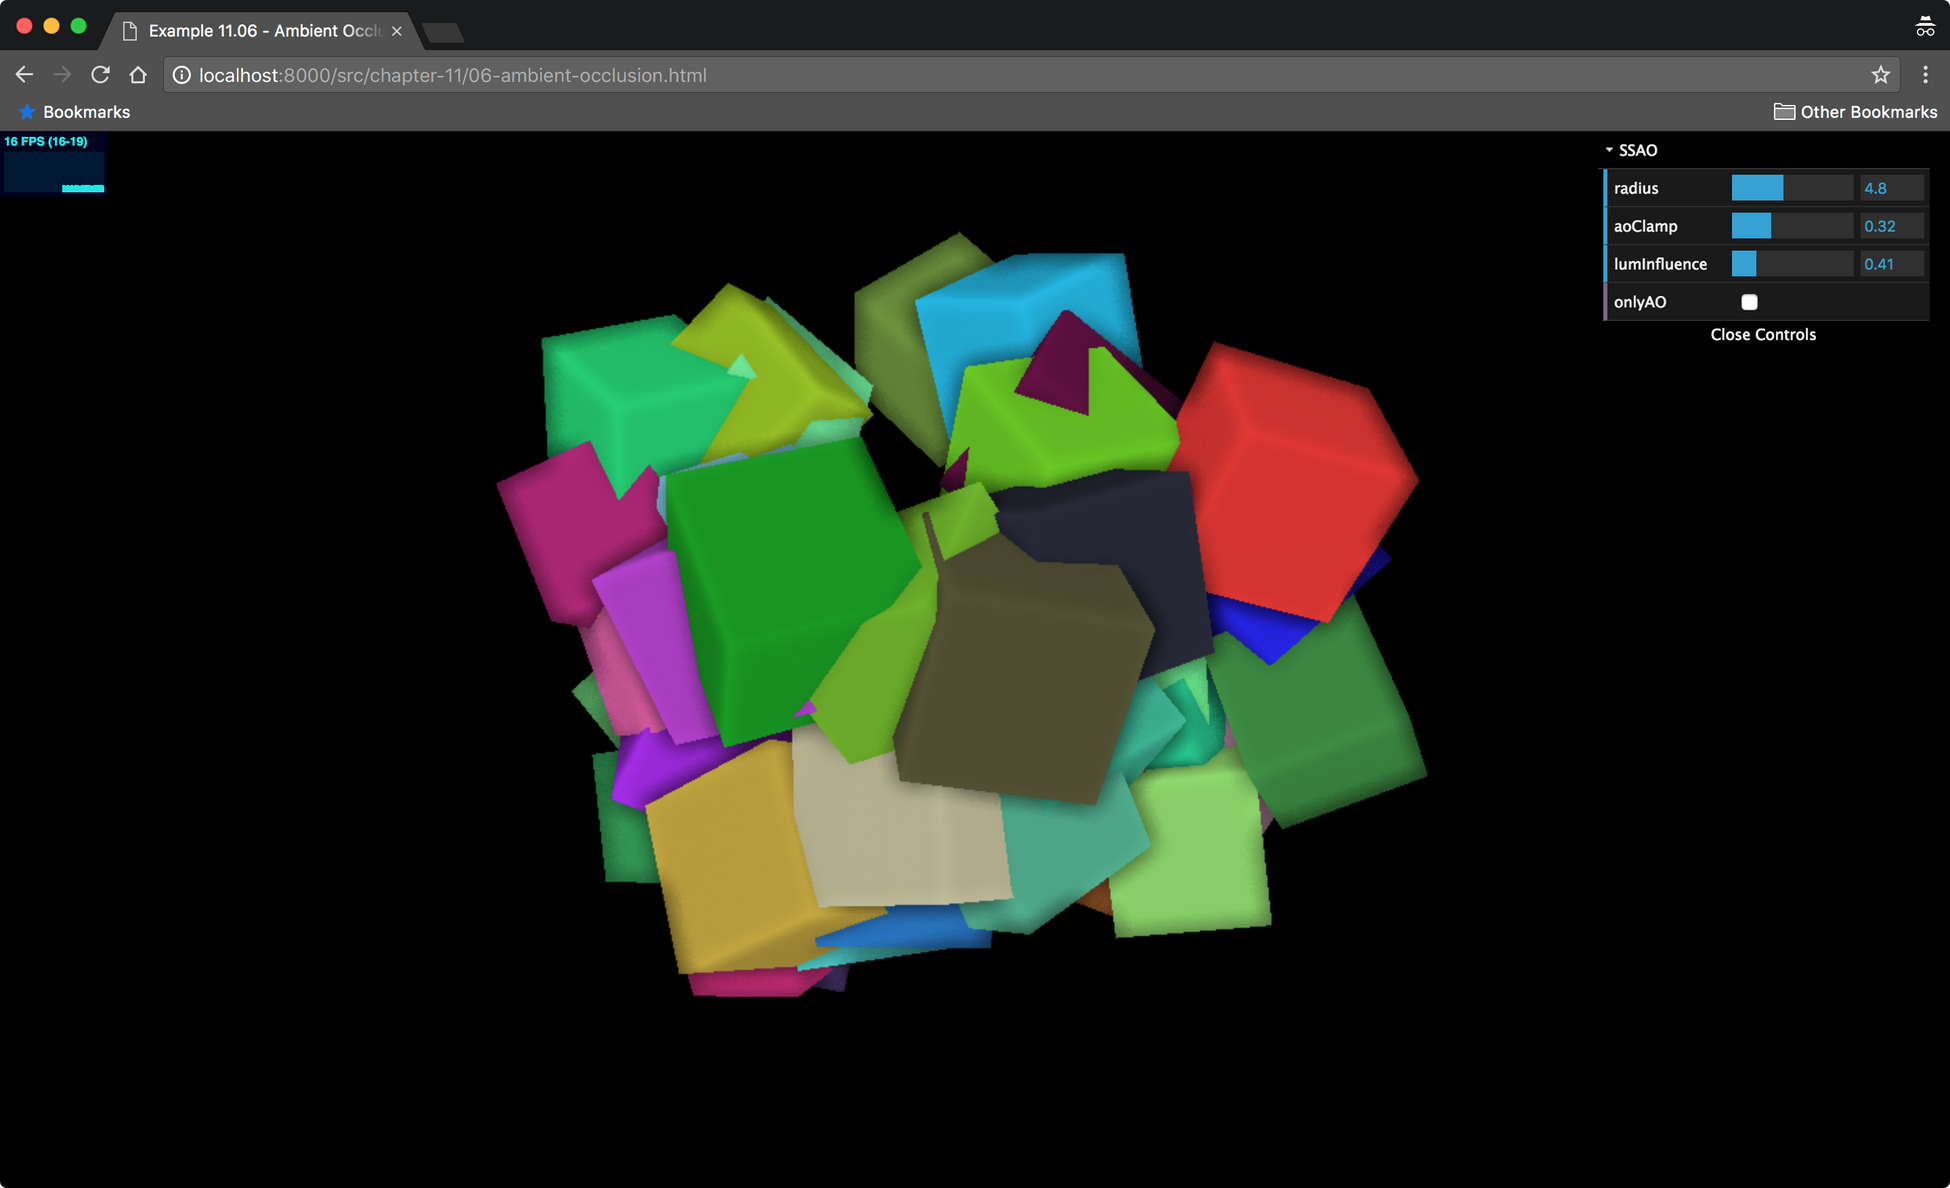 Example 11.06 - Ambient Occlu
localhost:8000/src/chapter-11/06-ambient-occlusion.html
Bookmarks
Other Bookmarks
16 FPS (16-19)
SSAO
radius 4.8
aoClamp 0.32
lumInfluence 0.41
onlyAO
Close Controls